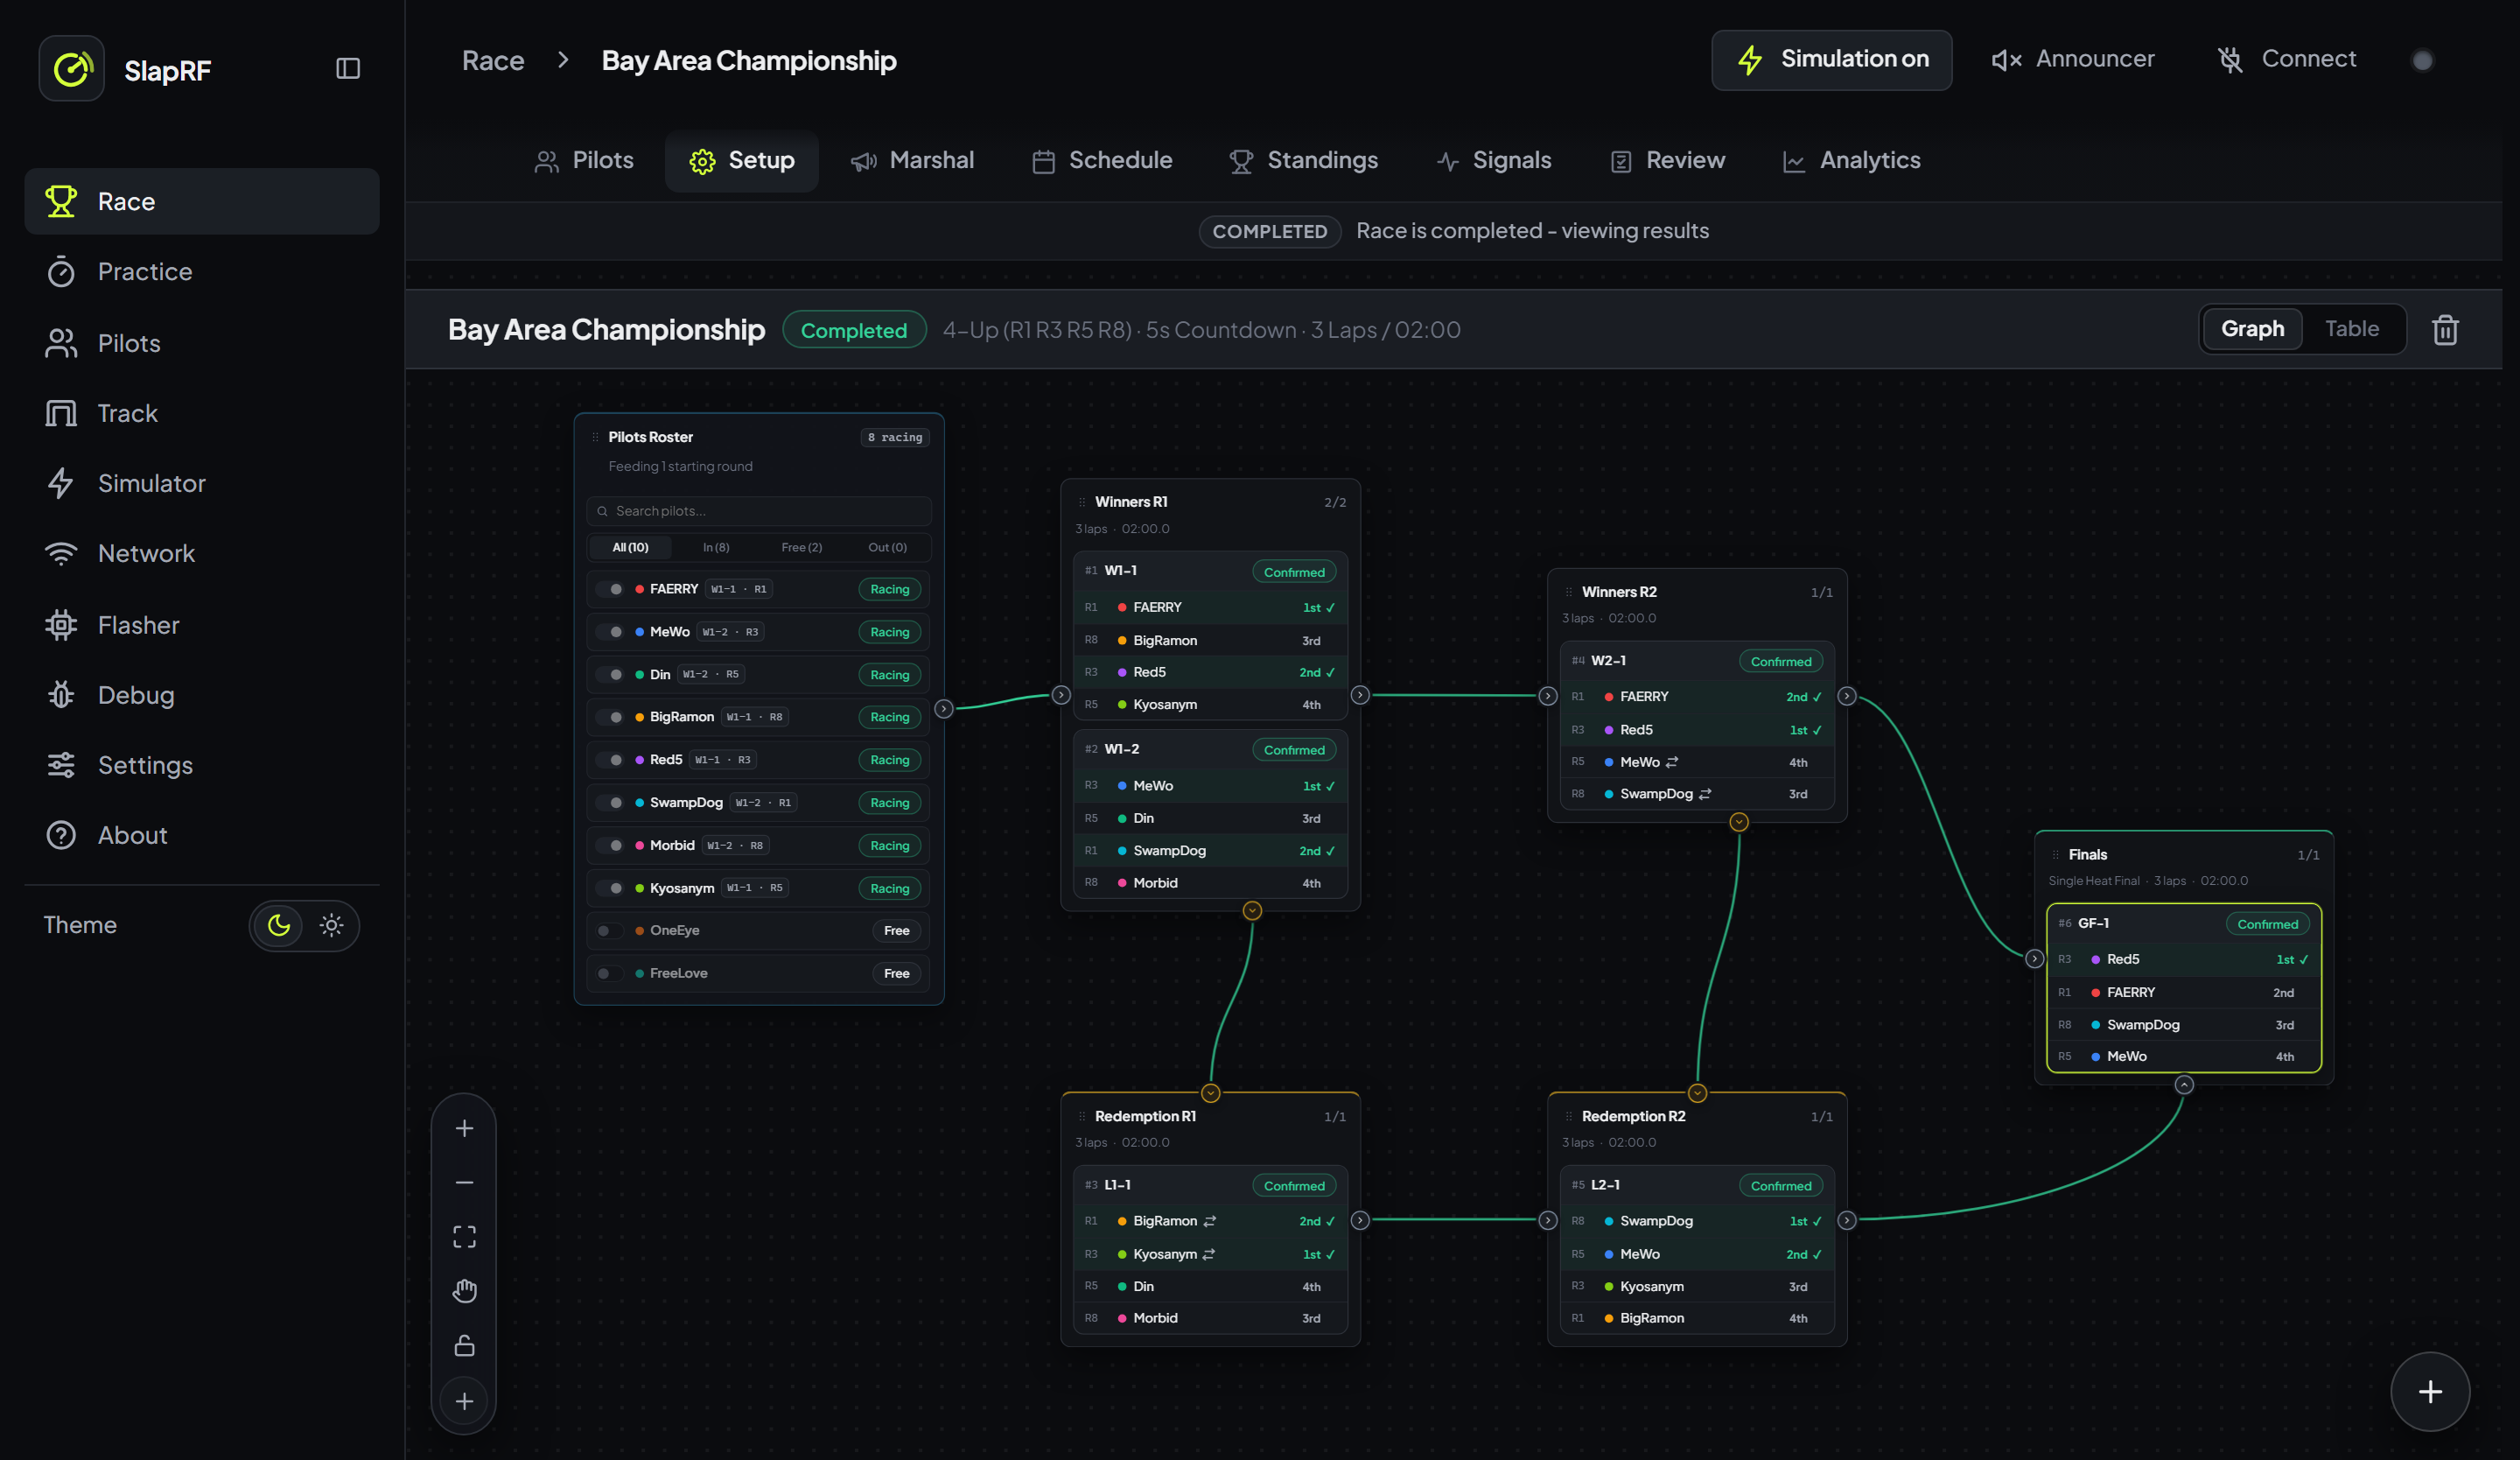 SlapRF
Race
Practice
Pilots
Track
Simulator
Network
Flasher
Debug
Settings
About
Theme
Race > Bay Area Championship
Simulation on
Announcer
Connect
Pilots
Setup
Marshal
Schedule
Standings
Signals
Review
Analytics
COMPLETED Race is completed - viewing results
Bay Area Championship Completed 4-Up (R1 R3 R5 R8) · 5s Countdown · 3 Laps / 02:00
Graph Table
Pilots Roster 8 racing
Feeding 1 starting round
Search pilots...
All (10) In (8) Free (2) Out (0)
FAERRY W1-1 · R1 Racing
MeWo W1-2 · R3 Racing
Din W1-2 · R5 Racing
BigRamon W1-1 · R8 Racing
Red5 W1-1 · R3 Racing
SwampDog W1-2 · R1 Racing
Morbid W1-2 · R8 Racing
Kyosanym W1-1 · R5 Racing
OneEye Free
FreeLove Free
Winners R1 2/2
3 laps · 02:00.0
#1 W1-1 Confirmed
R1 FAERRY 1st ✓
R8 BigRamon 3rd
R3 Red5 2nd ✓
R5 Kyosanym 4th
#2 W1-2 Confirmed
R3 MeWo 1st ✓
R5 Din 3rd
R1 SwampDog 2nd ✓
R8 Morbid 4th
Winners R2 1/1
3 laps · 02:00.0
#4 W2-1 Confirmed
R1 FAERRY 2nd ✓
R3 Red5 1st ✓
R5 MeWo 4th
R8 SwampDog 3rd
Finals 1/1
Single Heat Final · 3 laps · 02:00.0
#6 GF-1 Confirmed
R3 Red5 1st ✓
R1 FAERRY 2nd
R8 SwampDog 3rd
R5 MeWo 4th
Redemption R1 1/1
3 laps · 02:00.0
#3 L1-1 Confirmed
R1 BigRamon 2nd ✓
R3 Kyosanym 1st ✓
R5 Din 4th
R8 Morbid 3rd
Redemption R2 1/1
3 laps · 02:00.0
#5 L2-1 Confirmed
R8 SwampDog 1st ✓
R5 MeWo 2nd ✓
R3 Kyosanym 3rd
R1 BigRamon 4th